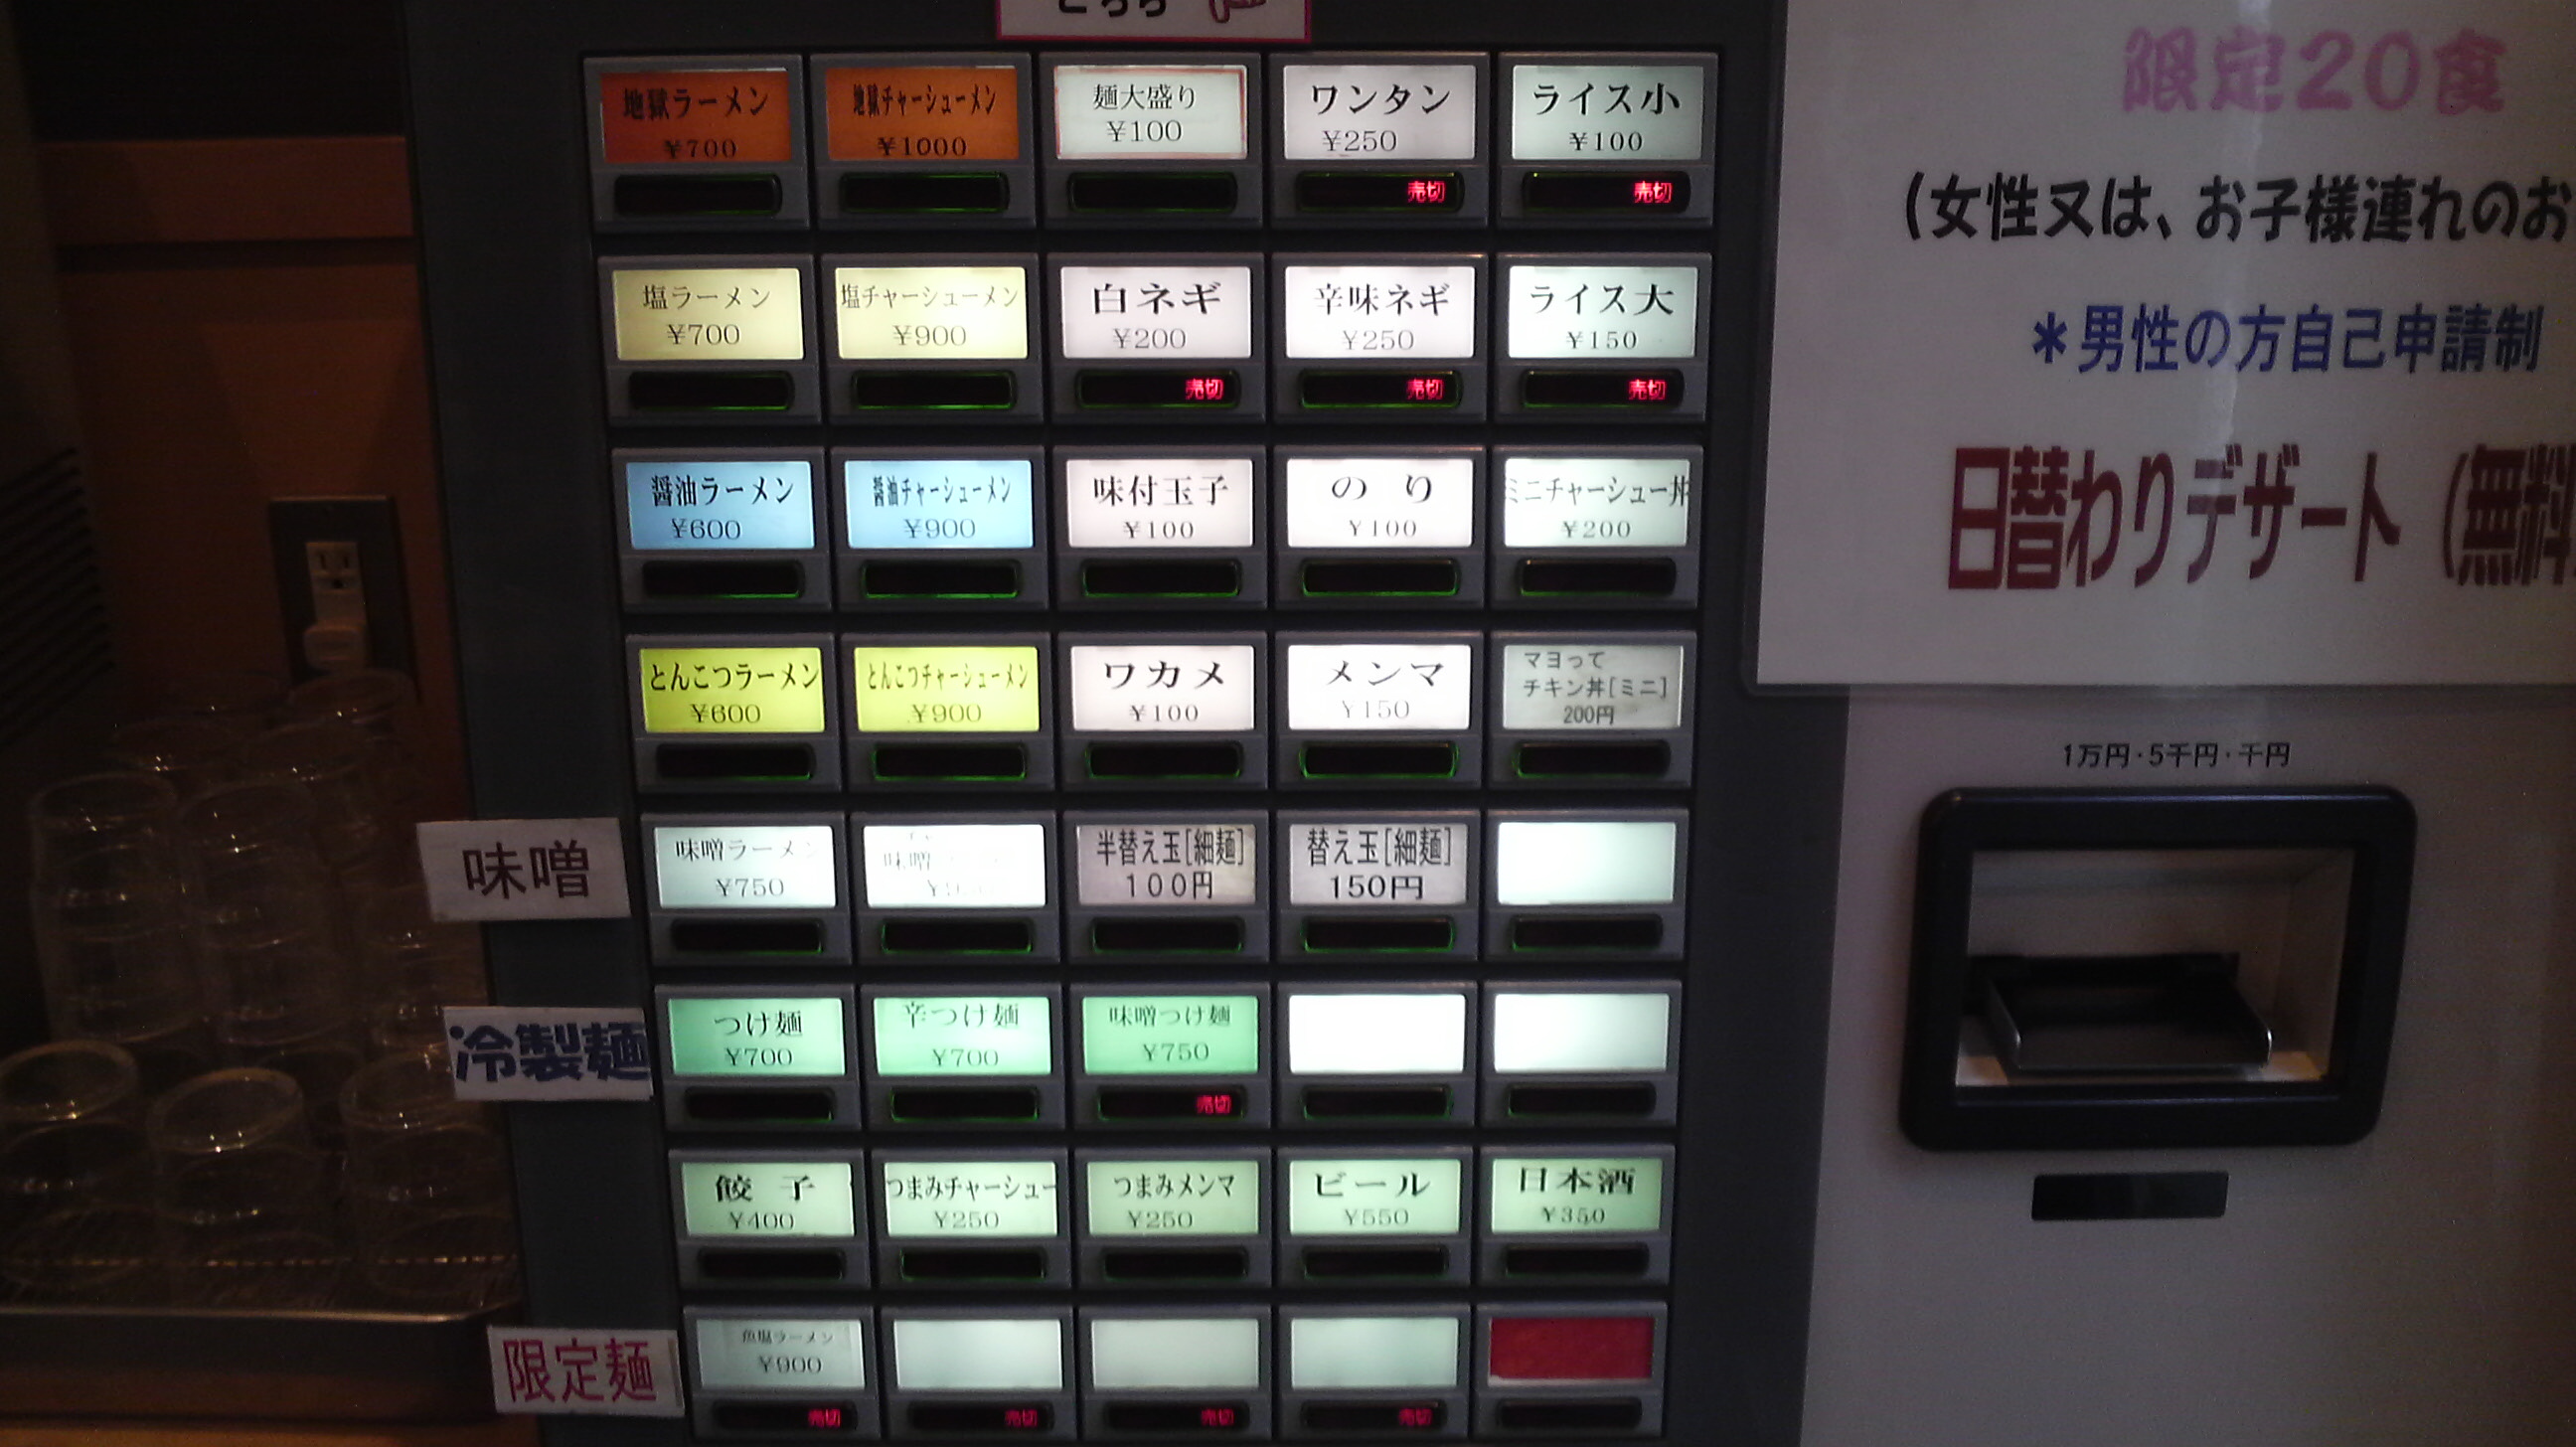 こちら
地獄ラーメン
¥700
地獄チャーシューメン
¥1000
麺大盛り
¥100
ワンタン
¥250
売切
ライス小
¥100
売切
塩ラーメン
¥700
塩チャーシューメン
¥900
白ネギ
¥200
売切
辛味ネギ
¥250
売切
ライス大
¥150
売切
醤油ラーメン
¥600
醤油チャーシューメン
¥900
味付玉子
¥100
のり
¥100
ミニチャーシュー丼
¥200
とんこつラーメン
¥600
とんこつチャーシューメン
¥900
ワカメ
¥100
メンマ
¥150
マヨって
チキン丼[ミニ]
200円
味噌
味噌ラーメン
¥750
味噌
半替え玉[細麺]
100円
替え玉[細麺]
150円
冷製麺
つけ麺
¥700
辛つけ麺
¥700
味噌つけ麺
¥750
売切
餃子
¥400
つまみチャーシュー
¥250
つまみメンマ
¥250
ビール
¥550
日本酒
¥350
限定麺
魚塩ラーメン
¥900
売切
売切
売切
売切
限定20食
(女性又は、お子様連れのお
*男性の方自己申請制
日替わりデザート(無料
1万円・5千円・千円